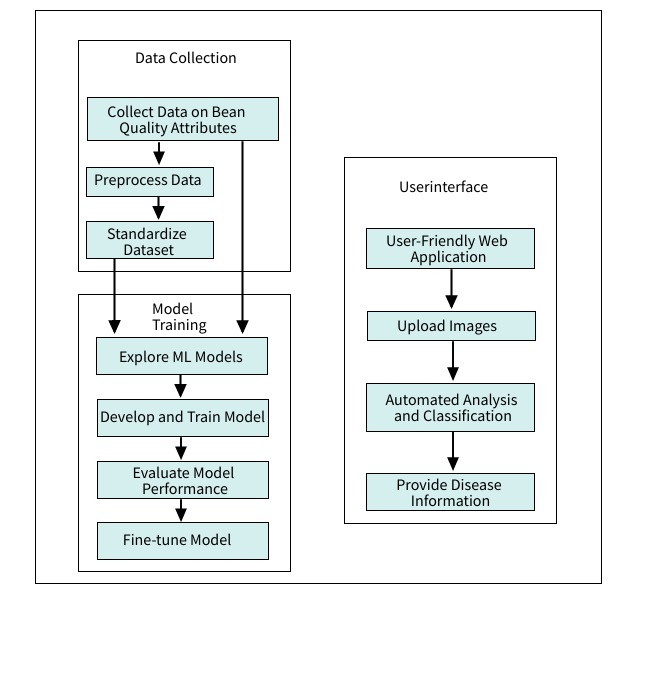 Data Collection
Collect Data on Bean
Quality Attributes
Preprocess Data
Standardize
Dataset
Model
Training
Explore ML Models
Develop and Train Model
Evaluate Model
Performance
Fine-tune Model
Userinterface
User-Friendly Web
Application
Upload Images
Automated Analysis
and Classification
Provide Disease
Information